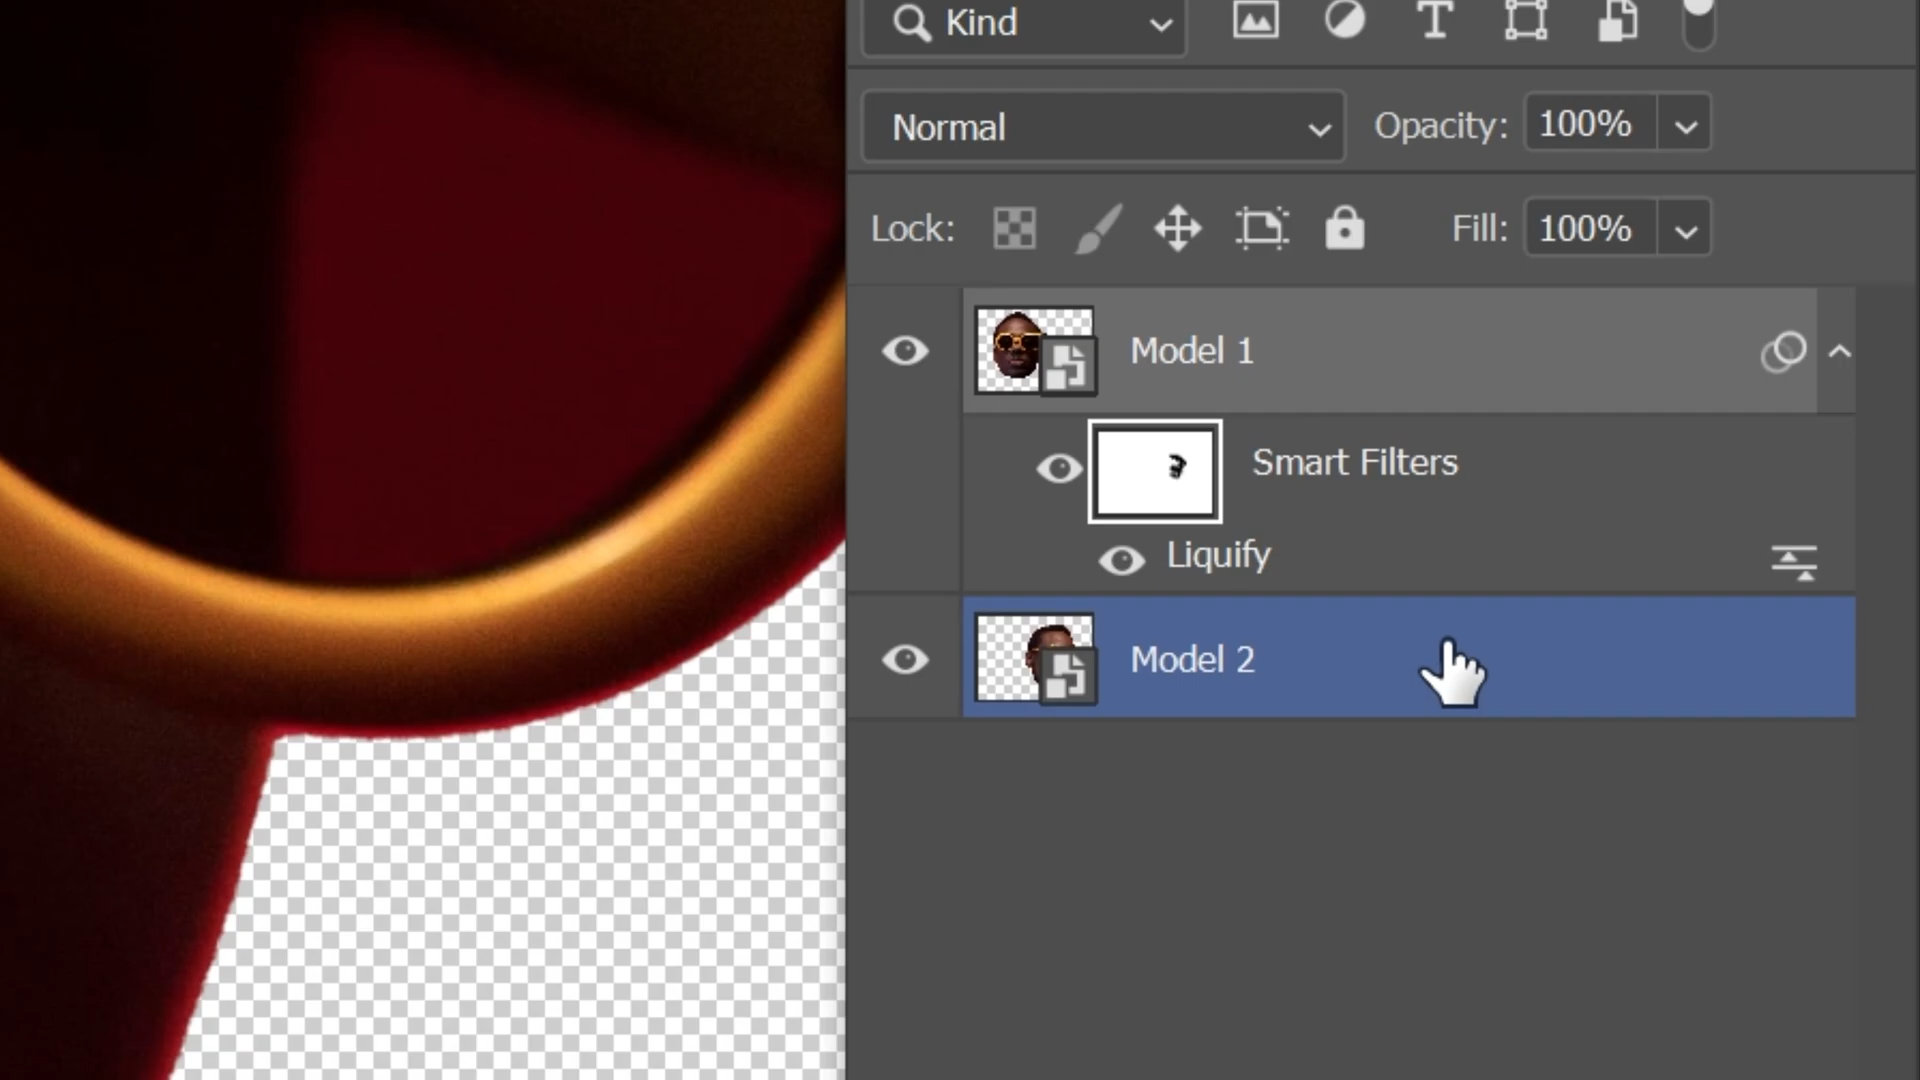 Kind
Normal
Opacity: 100%
Lock:
Fill: 100%
Model 1
Smart Filters
Liquify
Model 2